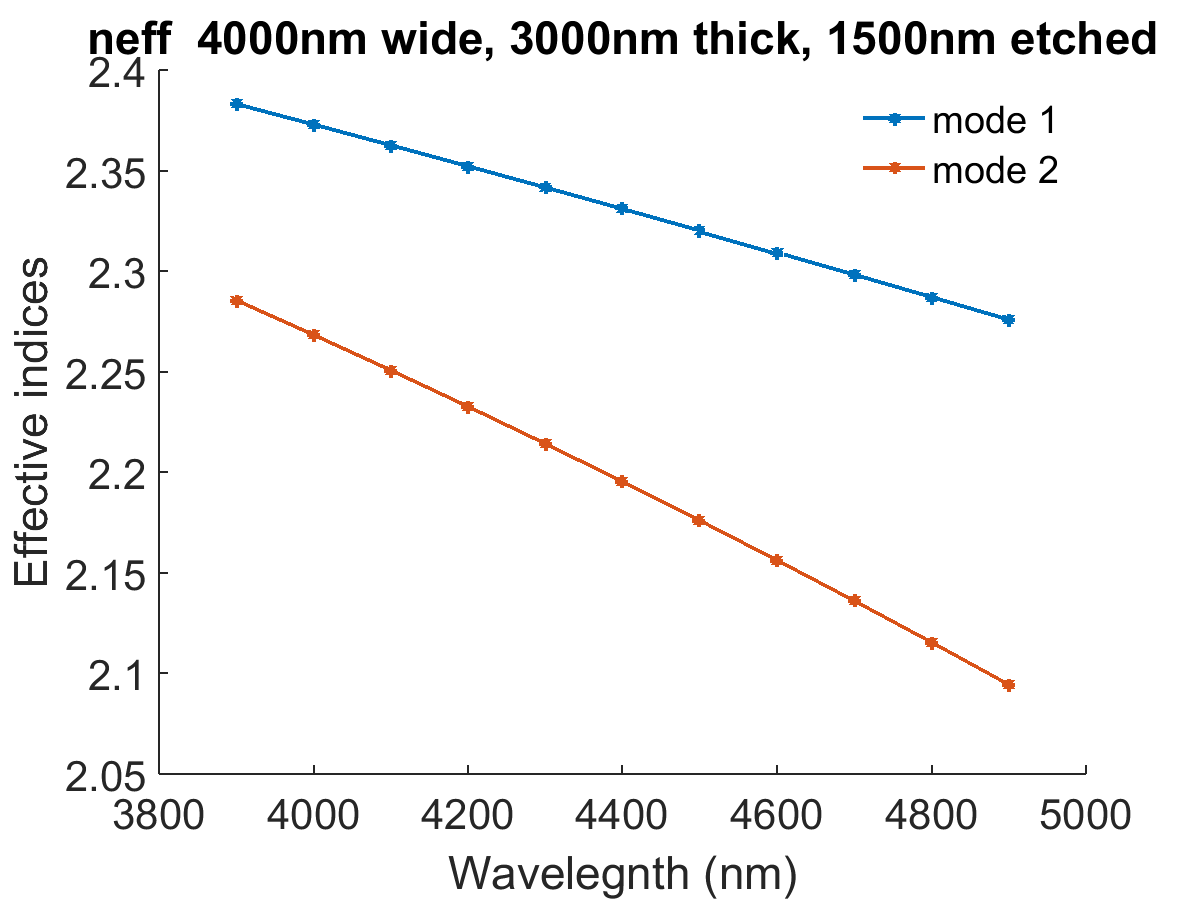 neff  4000nm wide, 3000nm thick, 1500nm etched
2.4
2.35
2.3
2.25
2.2
2.15
2.1
2.05
Effective indices
mode 1
mode 2
3800 4000 4200 4400 4600 4800 5000
Wavelegnth (nm)